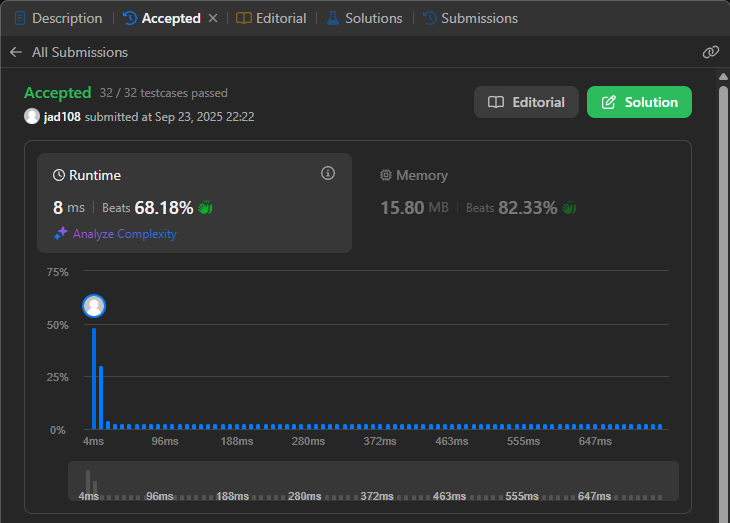 Description Accepted Editorial Solutions Submissions
All Submissions
Accepted 32 / 32 testcases passed
jad108 submitted at Sep 23, 2025 22:22
Editorial Solution
Runtime Memory
8 ms Beats 68.18% 15.80 MB Beats 82.33%
Analyze Complexity
75%
50%
25%
0%
4ms 96ms 188ms 280ms 372ms 463ms 555ms 647ms
4ms 96ms 188ms 280ms 372ms 463ms 555ms 647ms